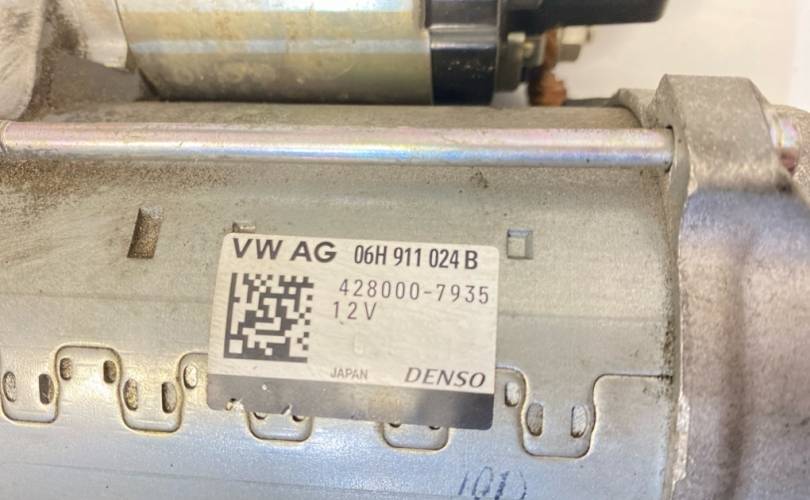 VW AG 06H 911 024 B
428000-7935
12V
JAPAN DENSO